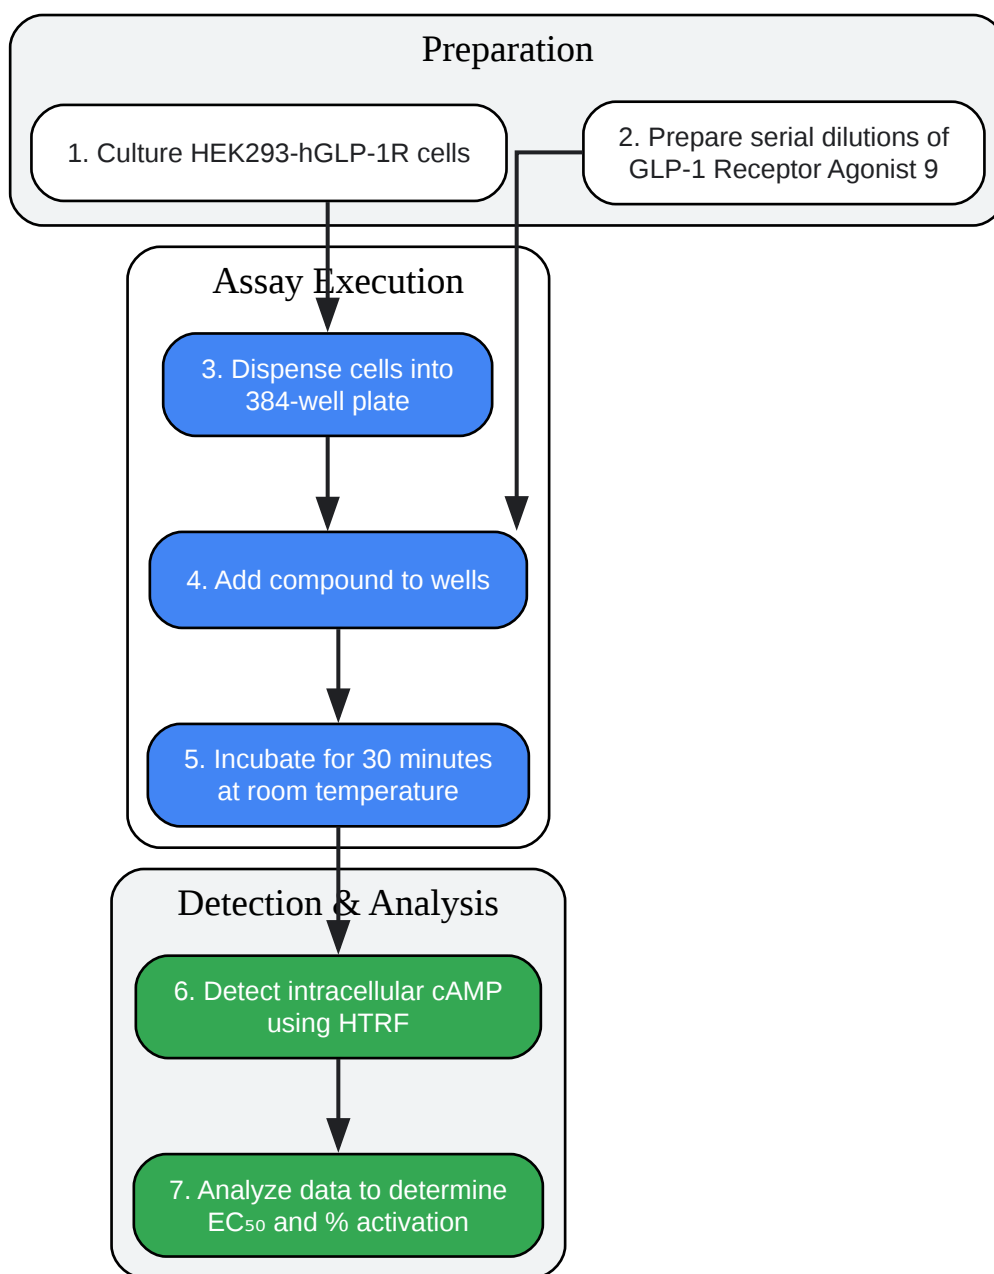 Preparation
1. Culture HEK293-hGLP-1R cells
2. Prepare serial dilutions of
GLP-1 Receptor Agonist 9
Assay Execution
3. Dispense cells into
384-well plate
4. Add compound to wells
5. Incubate for 30 minutes
at room temperature
Detection & Analysis
6. Detect intracellular cAMP
using HTRF
7. Analyze data to determine
EC₅₀ and % activation